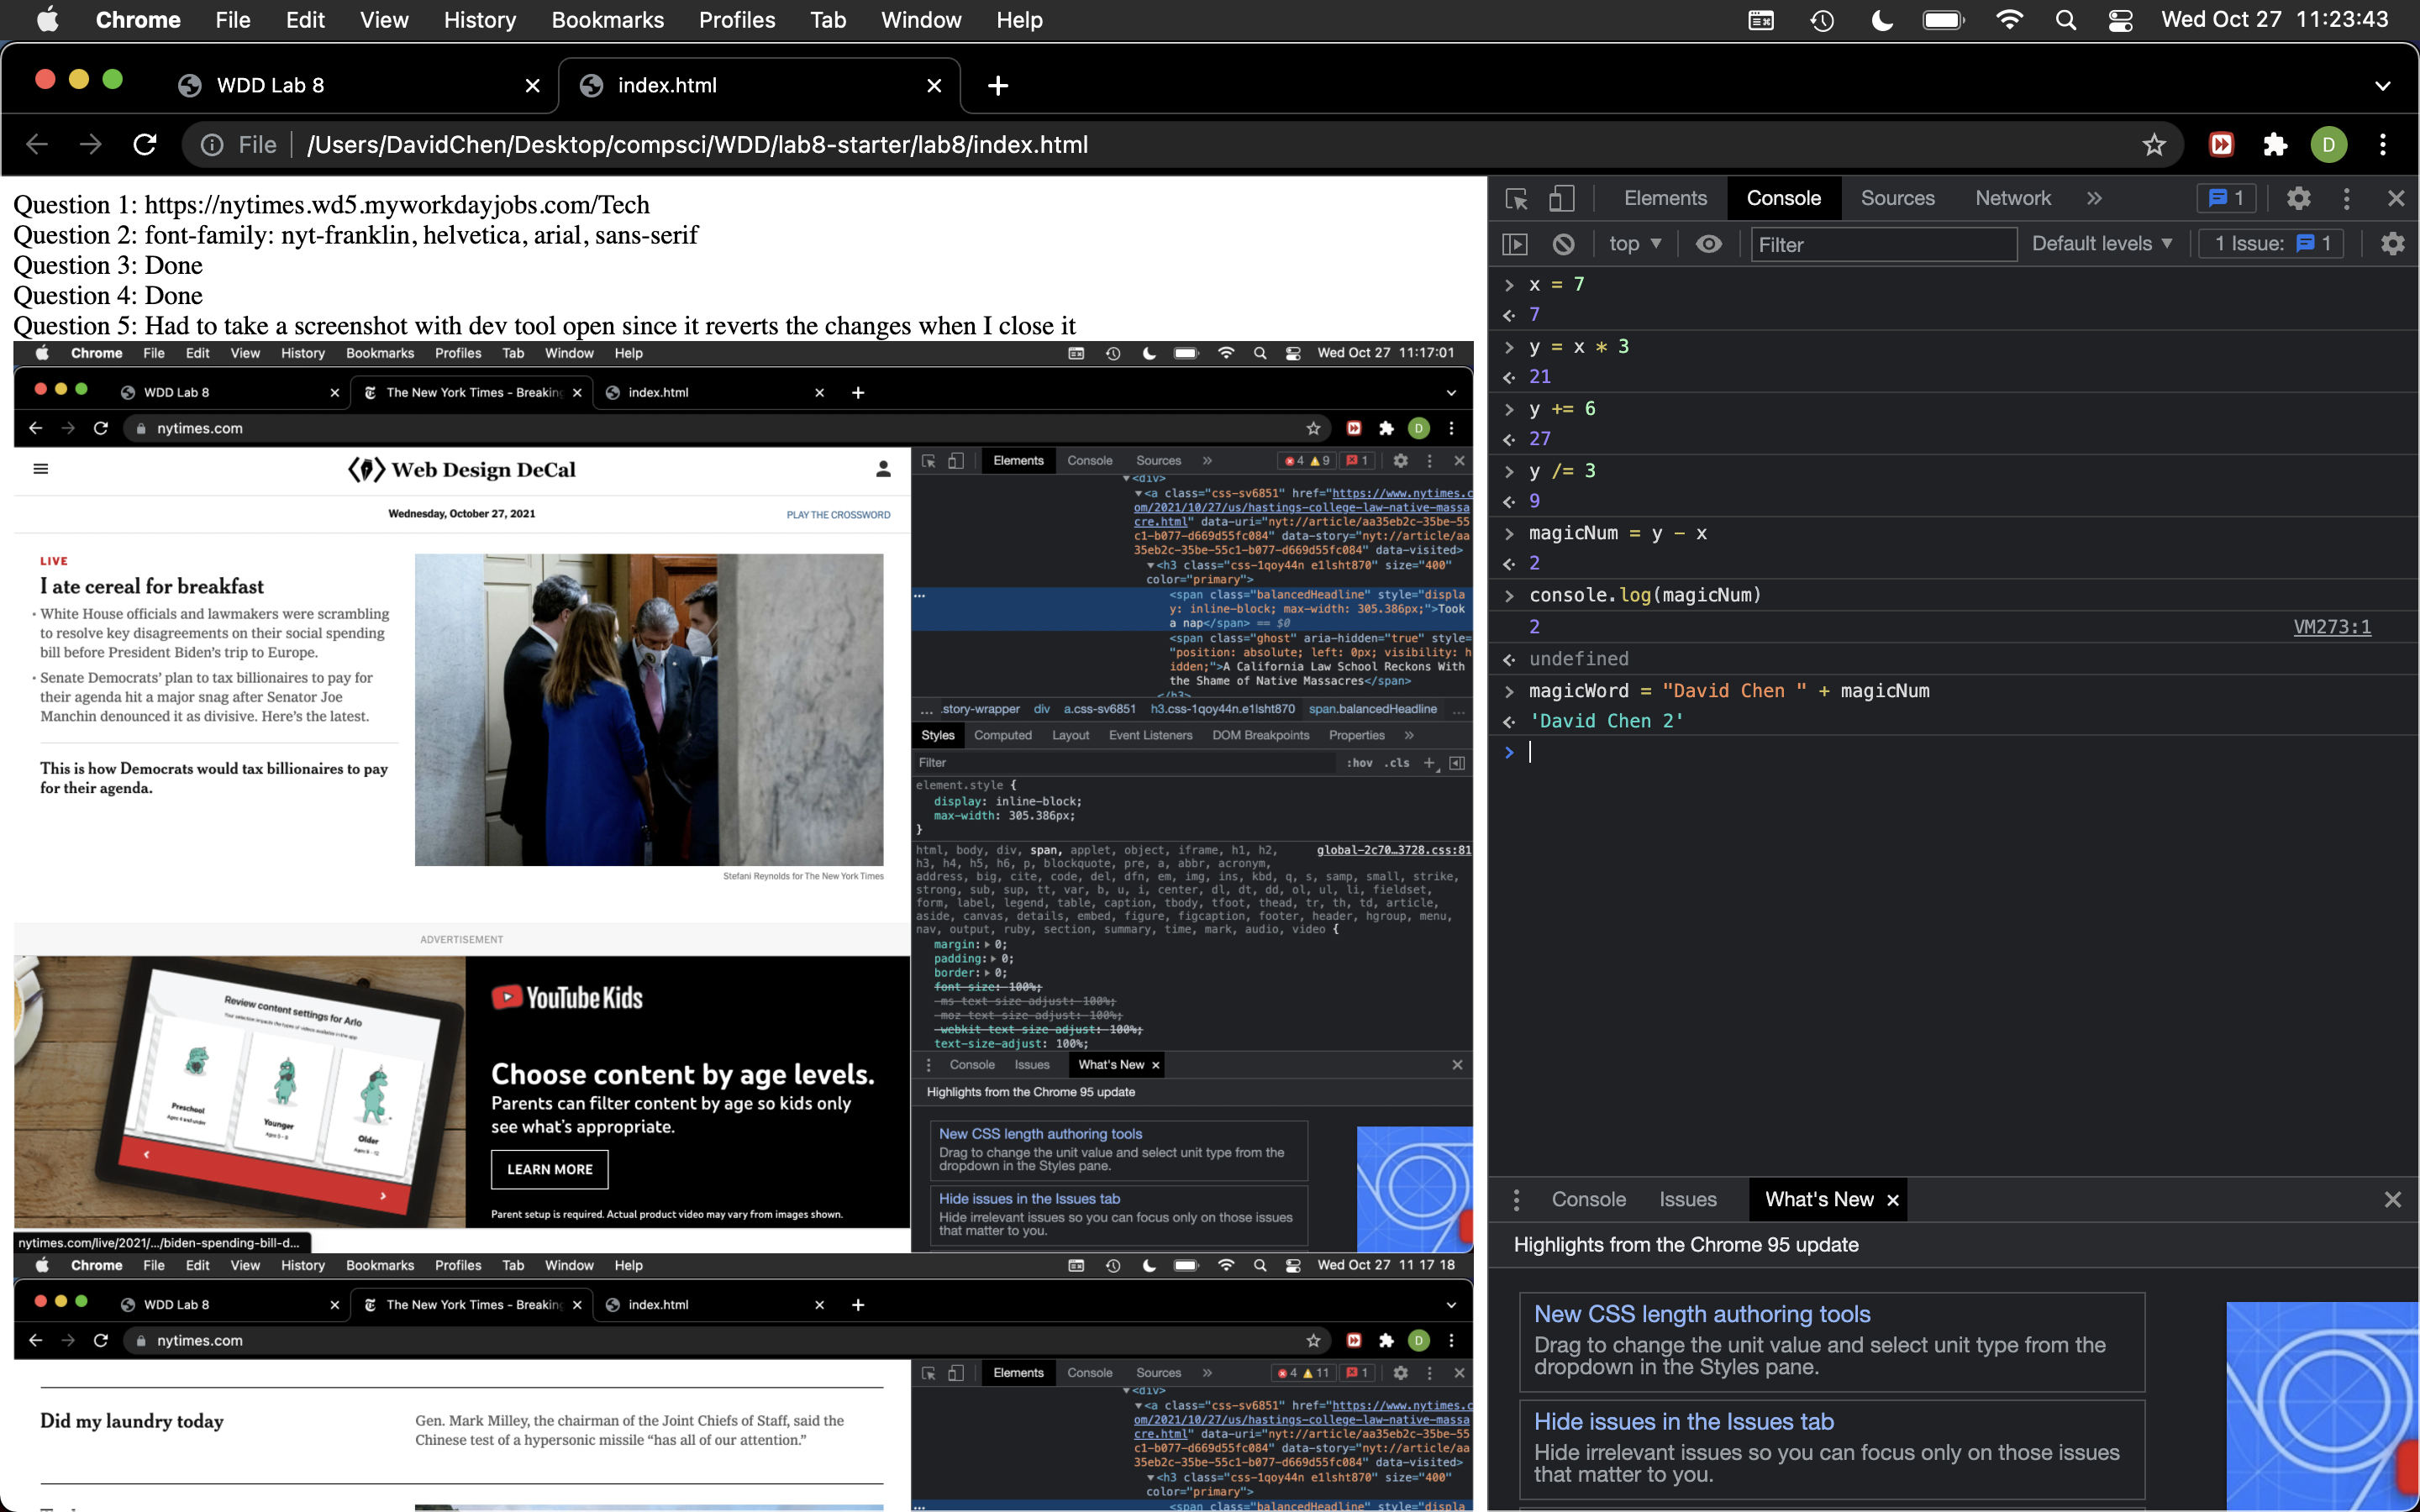 Chrome File Edit View History Bookmarks Profiles Tab Window Help Wed Oct 27 11:23:43
WDD Lab 8
index.html
File /Users/DavidChen/Desktop/compsci/WDD/lab8-starter/lab8/index.html
D
Question 1: https://nytimes.wd5.myworkdayjobs.com/Tech
Question 2: font-family: nyt-franklin, helvetica, arial, sans-serif
Question 3: Done
Question 4: Done
Question 5: Had to take a screenshot with dev tool open since it reverts the changes when I close it
Chrome File Edit View History Bookmarks Profiles Tab Window Help Wed Oct 27 11:17:01
WDD Lab 8
The New York Times - Breaking
index.html
nytimes.com
D
Web Design DeCal
Wednesday, October 27, 2021
PLAY THE CROSSWORD
LIVE
I ate cereal for breakfast
• White House officials and lawmakers were scrambling
to resolve key disagreements on their social spending
bill before President Biden's trip to Europe.
• Senate Democrats' plan to tax billionaires to pay for
their agenda hit a major snag after Senator Joe
Manchin denounced it as divisive. Here's the latest.
This is how Democrats would tax billionaires to pay
for their agenda.
Stefani Reynolds for The New York Times
ADVERTISEMENT
Review content settings for Arlo
Preschool
Younger
Older
YouTube Kids
Choose content by age levels.
Parents can filter content by age so kids only
see what's appropriate.
LEARN MORE
Parent setup is required. Actual product video may vary from images shown.
nytimes.com/live/2021/.../biden-spending-bill-d...
Elements Console Sources » 4 9 1
<div>
<a class="css-sv6851" href="https://www.nytimes.c
om/2021/10/27/us/hastings-college-law-native-massa
cre.html" data-uri="nyt://article/aa35eb2c-35be-55
c1-b077-d669d55fc084" data-story="nyt://article/aa
35eb2c-35be-55c1-b077-d669d55fc084" data-visited>
<h3 class="css-1qoy44n e1lsht870" size="400"
color="primary">
<span class="balancedHeadline" style="displa
y: inline-block; max-width: 305.386px;">Took
a nap</span> == $0
<span class="ghost" aria-hidden="true" style=
"position: absolute; left: 0px; visibility: h
idden;">A California Law School Reckons With
the Shame of Native Massacres</span>
</h3>
... .story-wrapper div a.css-sv6851 h3.css-1qoy44n.e1lsht870 span.balancedHeadline ...
Styles Computed Layout Event Listeners DOM Breakpoints Properties »
Filter :hov .cls +
element.style {
display: inline-block;
max-width: 305.386px;
}
html, body, div, span, applet, object, iframe, h1, h2, global-2c70…3728.css:81
h3, h4, h5, h6, p, blockquote, pre, a, abbr, acronym,
address, big, cite, code, del, dfn, em, img, ins, kbd, q, s, samp, small, strike,
strong, sub, sup, tt, var, b, u, i, center, dl, dt, dd, ol, ul, li, fieldset,
form, label, legend, table, caption, tbody, tfoot, thead, tr, th, td, article,
aside, canvas, details, embed, figure, figcaption, footer, header, hgroup, menu,
nav, output, ruby, section, summary, time, mark, audio, video {
margin: 0;
padding: 0;
border: 0;
font-size: 100%;
-ms-text-size-adjust: 100%;
-moz-text-size-adjust: 100%;
-webkit-text-size-adjust: 100%;
text-size-adjust: 100%;
Console Issues What's New
Highlights from the Chrome 95 update
New CSS length authoring tools
Drag to change the unit value and select unit type from the
dropdown in the Styles pane.
Hide issues in the Issues tab
Hide irrelevant issues so you can focus only on those issues
that matter to you.
Chrome File Edit View History Bookmarks Profiles Tab Window Help Wed Oct 27 11 17 18
WDD Lab 8
The New York Times - Breaking
index.html
nytimes.com
D
Did my laundry today
Gen. Mark Milley, the chairman of the Joint Chiefs of Staff, said the
Chinese test of a hypersonic missile “has all of our attention.”
Elements Console Sources » 4 11 1
<div>
<a class="css-sv6851" href="https://www.nytimes.c
om/2021/10/27/us/hastings-college-law-native-massa
cre.html" data-uri="nyt://article/aa35eb2c-35be-55
c1-b077-d669d55fc084" data-story="nyt://article/aa
35eb2c-35be-55c1-b077-d669d55fc084" data-visited>
<h3 class="css-1qoy44n e1lsht870" size="400"
color="primary">
<span class="balancedHeadline" style="displa
Elements Console Sources Network » 1
top Filter Default levels 1 Issue: 1
x = 7
7
y = x * 3
21
y += 6
27
y /= 3
9
magicNum = y - x
2
console.log(magicNum)
2 VM273:1
undefined
magicWord = "David Chen " + magicNum
'David Chen 2'
Console Issues What's New
Highlights from the Chrome 95 update
New CSS length authoring tools
Drag to change the unit value and select unit type from the
dropdown in the Styles pane.
Hide issues in the Issues tab
Hide irrelevant issues so you can focus only on those issues
that matter to you.